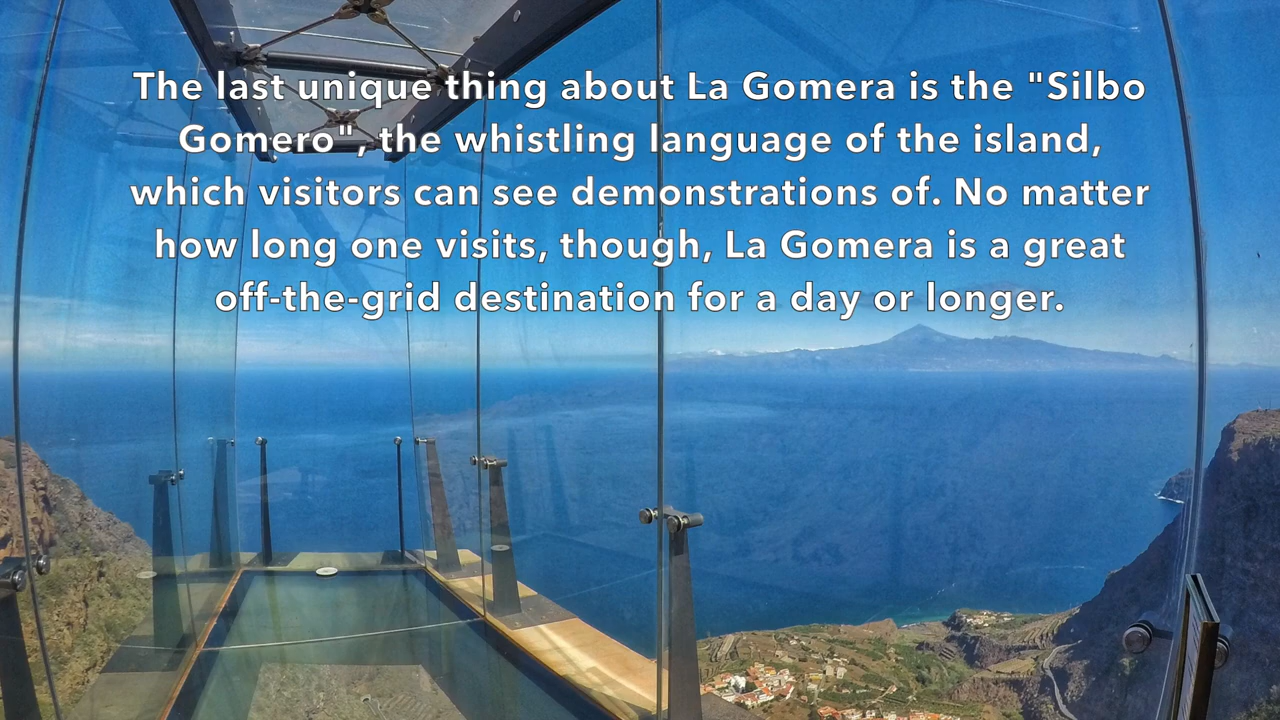 The last unique thing about La Gomera is the "Silbo
Gomero", the whistling language of the island,
which visitors can see demonstrations of. No matter
how long one visits, though, La Gomera is a great
off-the-grid destination for a day or longer.